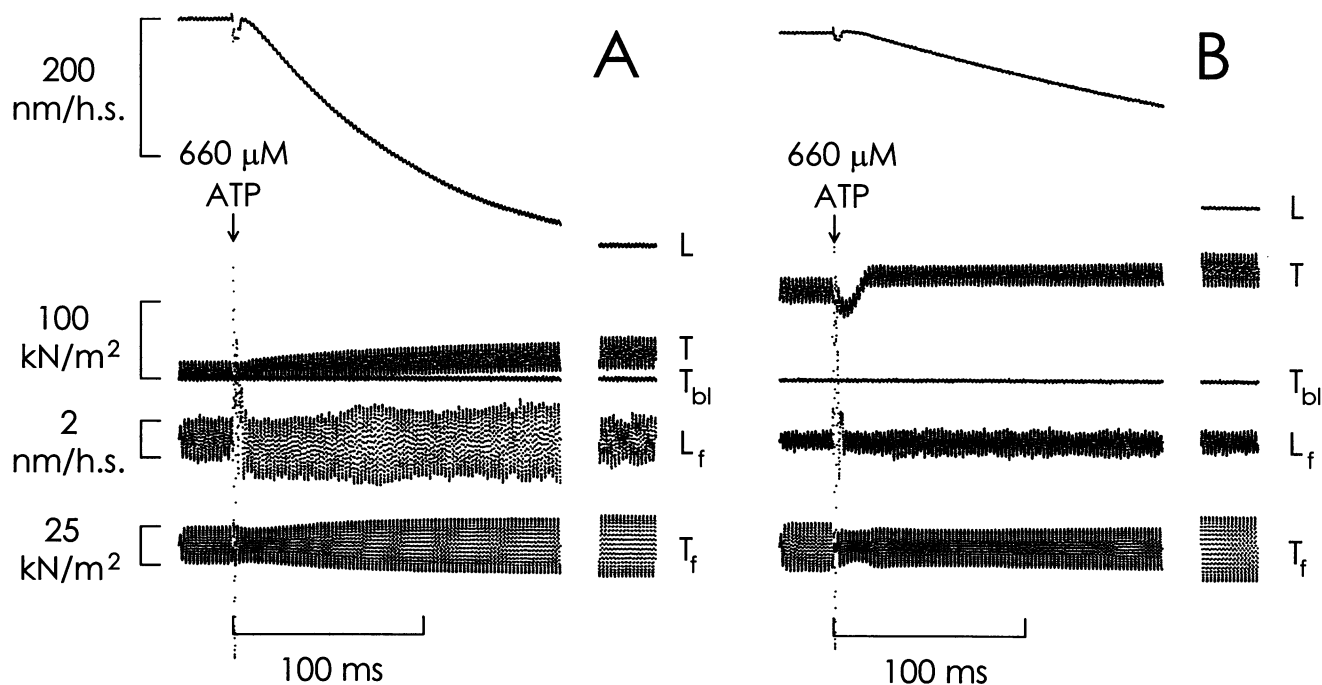 A
B
200
nm/h.s.
660 μM
ATP
660 μM
ATP
L
L
T
100
kN/m²
T
T_bl
T_bl
2
nm/h.s.
L_f
L_f
25
kN/m²
T_f
T_f
100 ms
100 ms